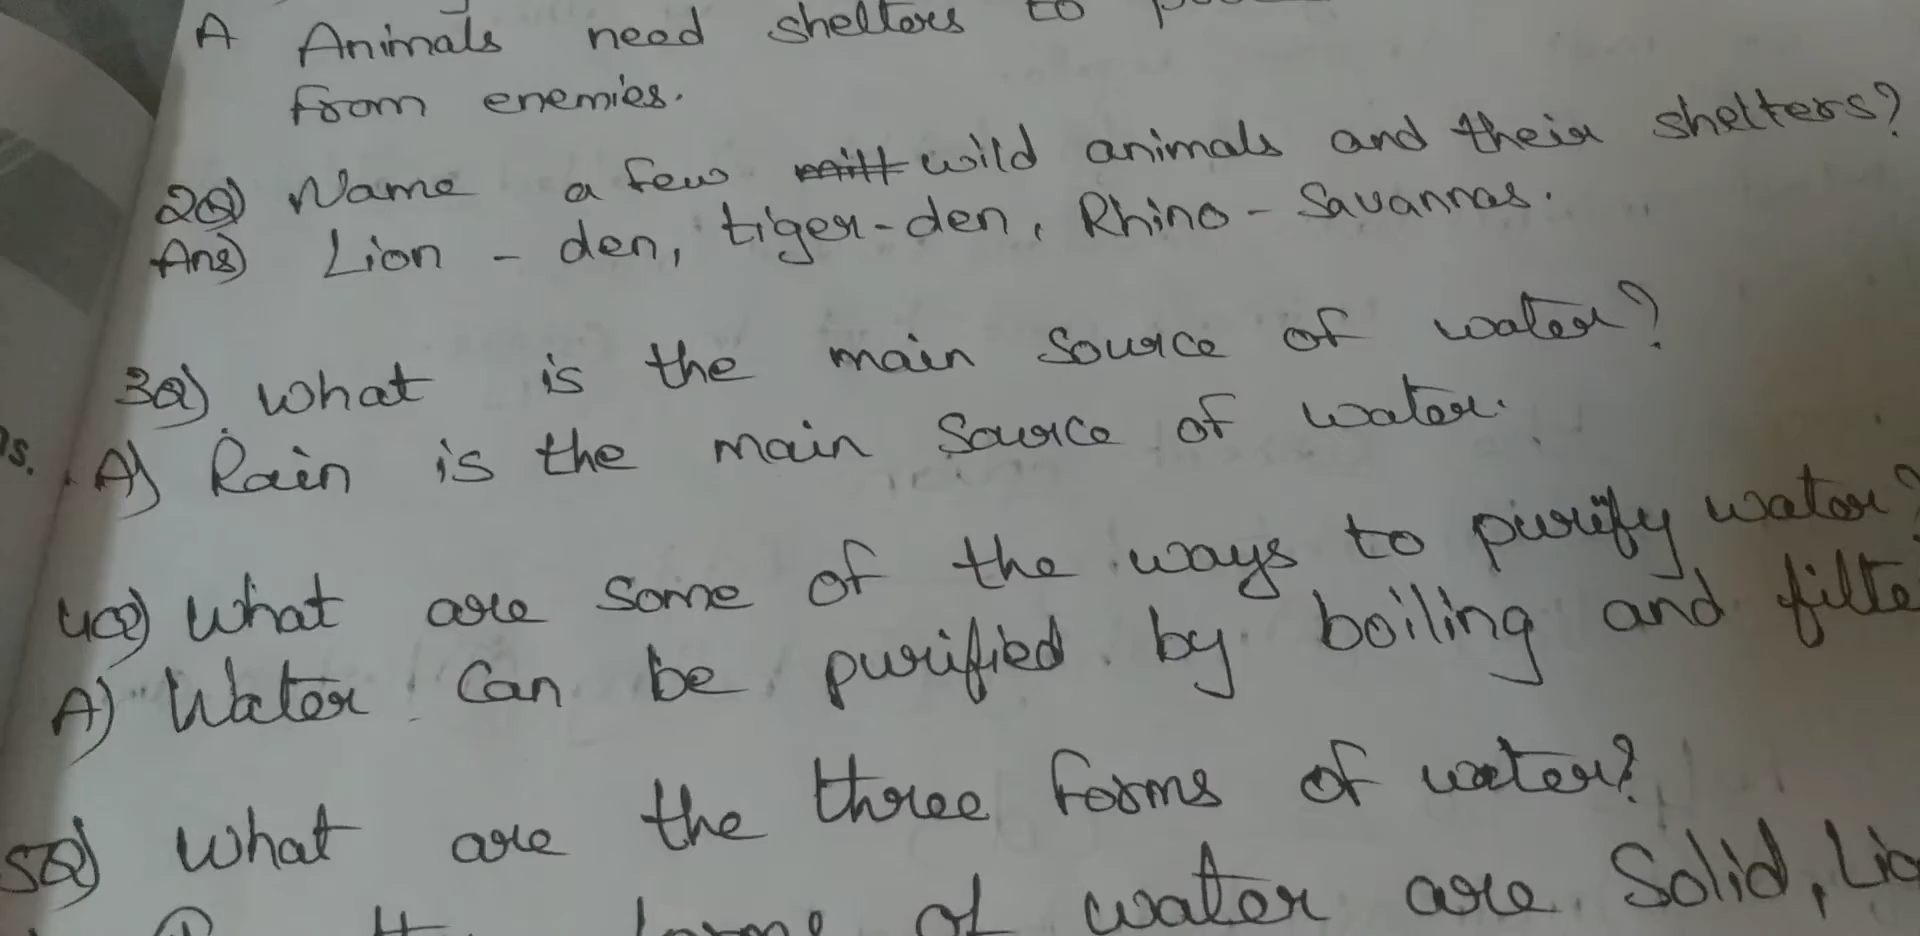 A Animals need shelters to
from enemies.
2Q) Name a few wild animals and their shelters?
Ans) Lion - den, tiger-den, Rhino - Savannas.
3Q) What is the main source of water?
A) Rain is the main source of water.
4Q) What are some of the ways to purify water?
A) Water can be purified by boiling and filte
5Q) What are the three forms of water?
of water are Solid, Liq